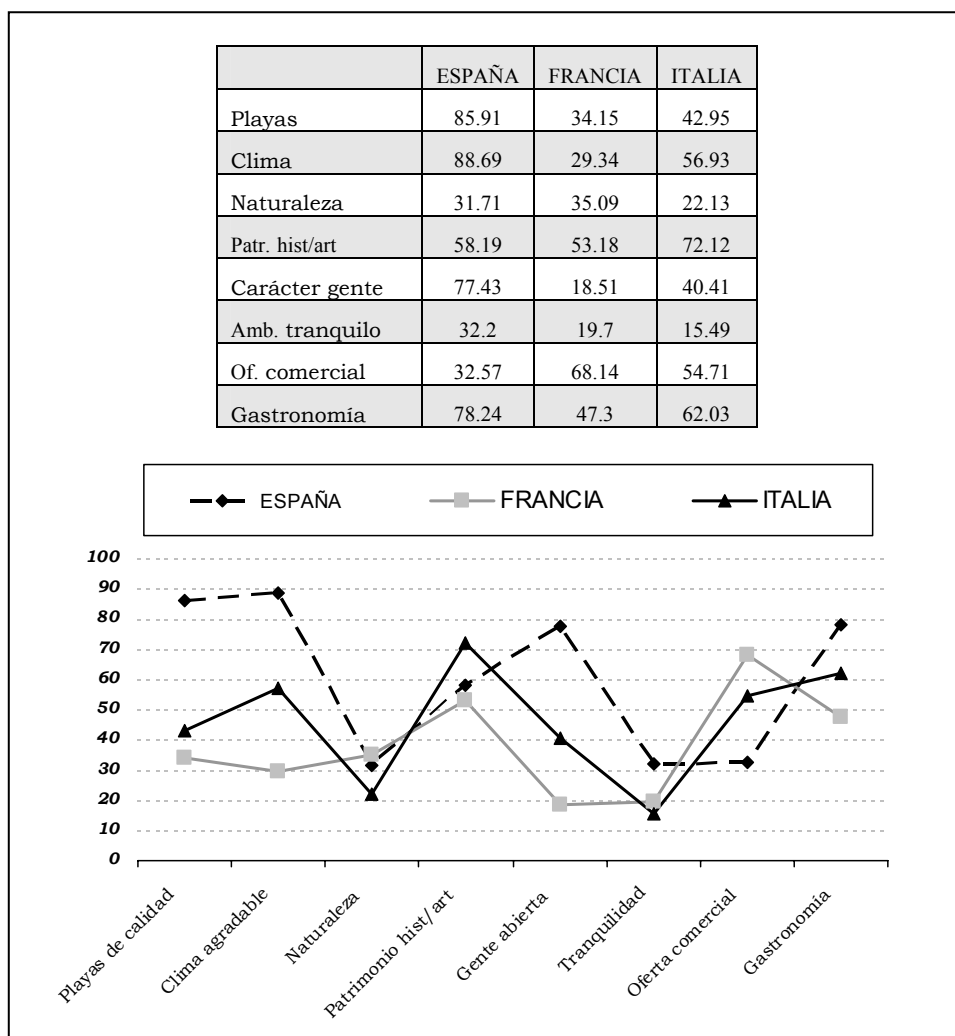 ESPAÑA FRANCIA ITALIA
Playas 85.91 34.15 42.95
Clima 88.69 29.34 56.93
Naturaleza 31.71 35.09 22.13
Patr. hist/art 58.19 53.18 72.12
Carácter gente 77.43 18.51 40.41
Amb. tranquilo 32.2 19.7 15.49
Of. comercial 32.57 68.14 54.71
Gastronomía 78.24 47.3 62.03
ESPAÑA FRANCIA ITALIA
100
90
80
70
60
50
40
30
20
10
0
Playas de calidad
Clima agradable
Naturaleza
Patrimonio hist/art
Gente abierta
Tranquilidad
Oferta comercial
Gastronomia